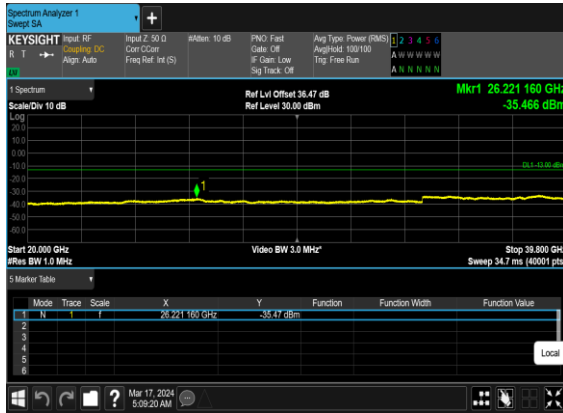 Spectrum Analyzer 1
Swept SA
KEYSIGHT Input: RF Input Z: 50 Ω #Atten: 10 dB PNO: Fast Avg Type: Power (RMS) 1 2 3 4 5 6
R T Coupling: DC Corr CCorr Gate: Off Avg|Hold: 100/100 A W W W W W
Align: Auto Freq Ref: Int (S) IF Gain: Low Trig: Free Run
LXI Sig Track: Off A N N N N N
1 Spectrum Ref Lvl Offset 36.47 dB Mkr1 26.221 160 GHz
Scale/Div 10 dB Ref Level 30.00 dBm -35.466 dBm
Log
20.0
10.0
0.00
-10.0 DL1 -13.00 dBm
-20.0
-30.0 1
-40.0
-50.0
-60.0
Start 20.000 GHz Video BW 3.0 MHz* Stop 39.800 GHz
#Res BW 1.0 MHz Sweep 34.7 ms (40001 pts)
5 Marker Table
Mode Trace Scale X Y Function Function Width Function Value
1 N 1 f 26.221 160 GHz -35.47 dBm
2
3
4
5
6
Local
? Mar 17, 2024
5:09:20 AM